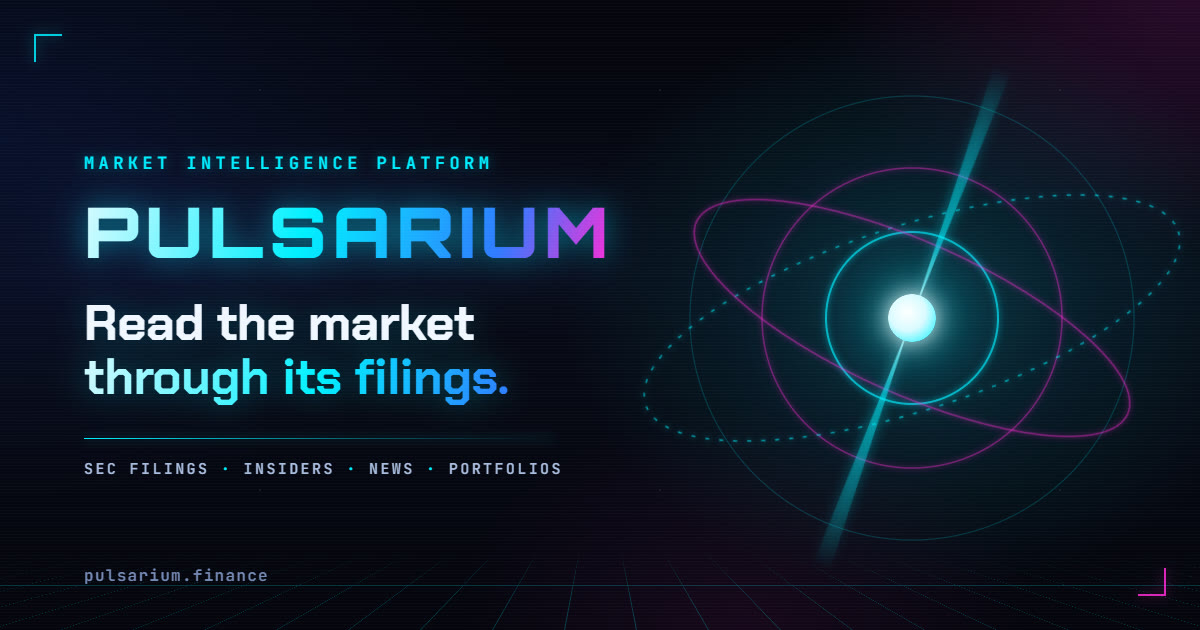 MARKET INTELLIGENCE PLATFORM
PULSARIUM
Read the market
through its filings.
SEC FILINGS • INSIDERS • NEWS • PORTFOLIOS
pulsarium.finance